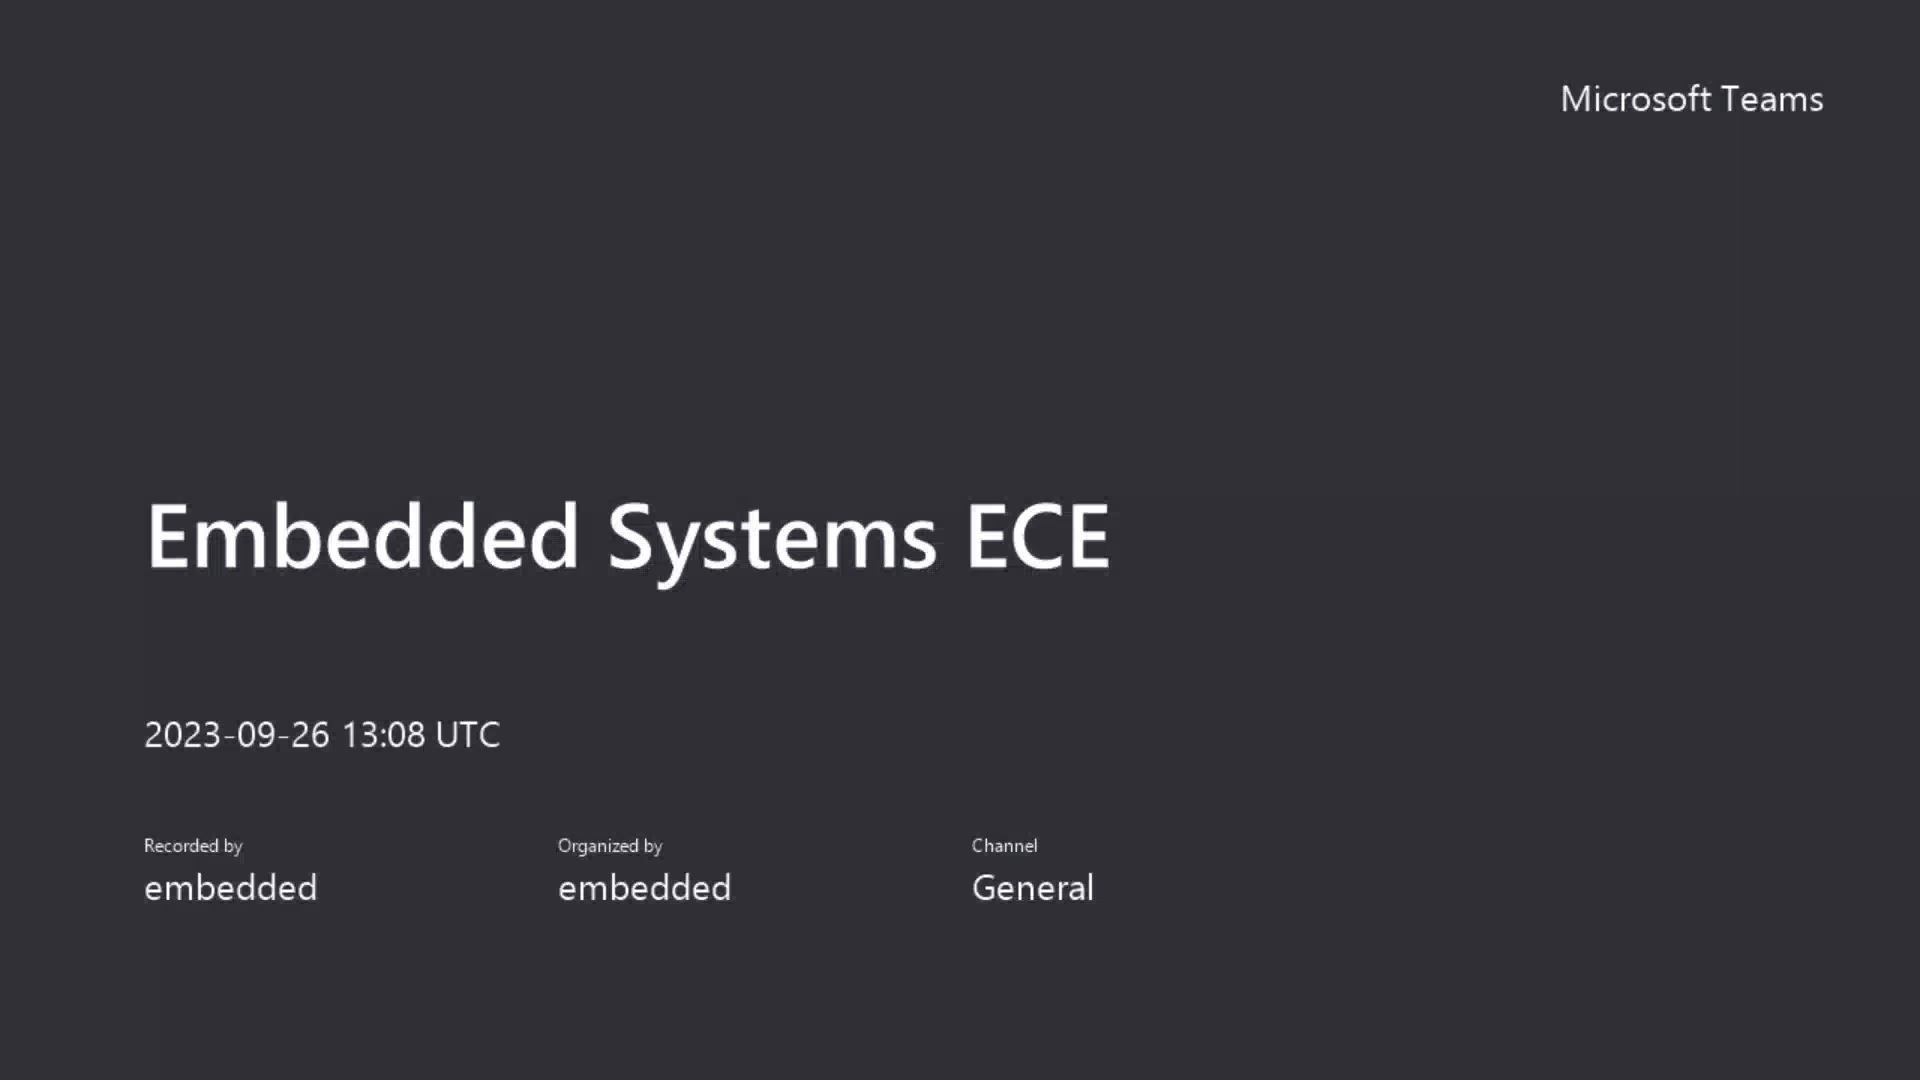 Microsoft Teams
Embedded Systems ECE
2023-09-26 13:08 UTC
Recorded by
embedded
Organized by
embedded
Channel
General